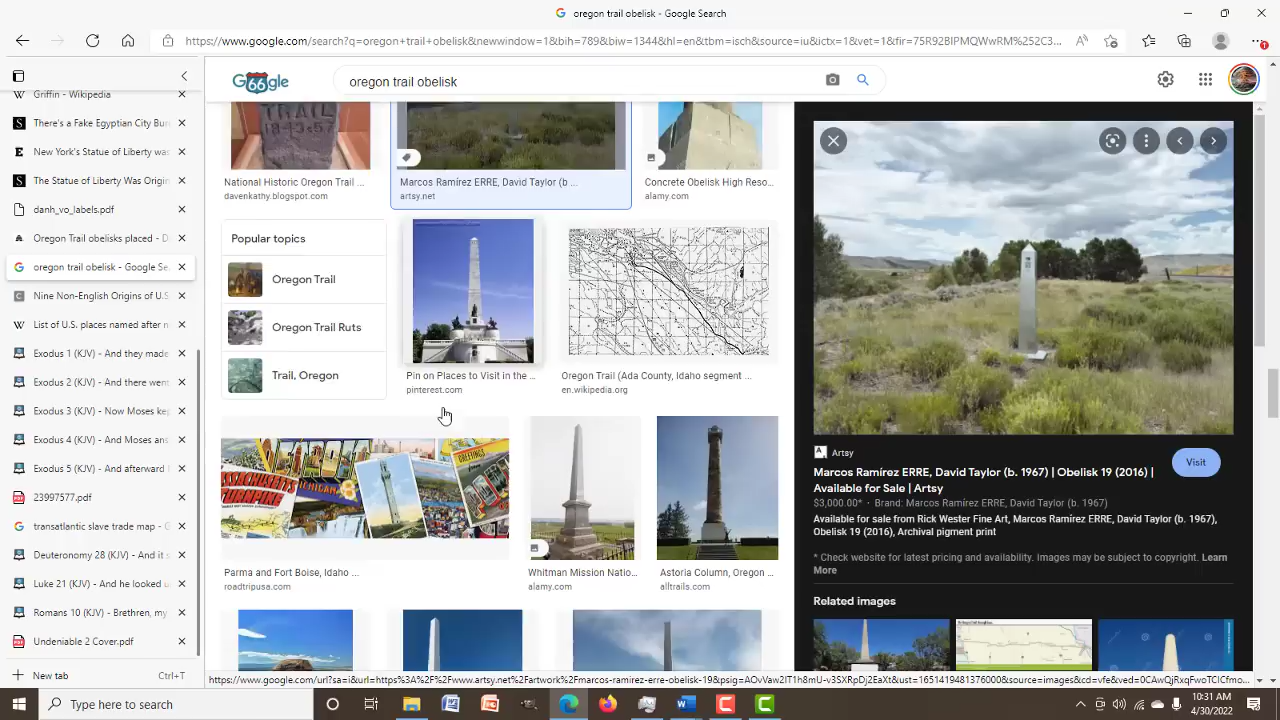 oregon trail obelisk - Google Search
https://www.google.com/search?q=oregon+trail+obelisk&newwindow=1&bih=789&biw=1344&hl=en&tbm=isch&source=iu&ictx=1&vet=1&fir=75R92BIPMQWwRM%252C3...
Griffin - Wikipedia
There's a Fake Egyptian City Bur
New York's Statue of Liberty was
The Statue of Liberty Was Origin
Oregon Trail obelisks placed - D
oregon trail obelisk - Google Se
Nine Non-English Origins of U.S
List of U.S. places named after n
Exodus 1 (KJV) - And they made
Exodus 2 (KJV) - And there went
Exodus 3 (KJV) - Now Moses ke
Exodus 4 (KJV) - And Moses ans
Exodus 5 (KJV) - And afterward
23997577.pdf
transatlantic slave trade map - G
Deuteronomy 28 (KJV) - And it s
Luke 21 (KJV) - And he looked u
Romans 10 (KJV) - Brethren
Undeniable 2 Cover.pdf
New tab
Ctrl+T
Google
66
oregon trail obelisk
TRAIL
National Historic Oregon Trail ...
davenkathy.blogspot.com
Marcos Ramírez ERRE, David Taylor (b ...
artsy.net
Concrete Obelisk High Reso...
alamy.com
Popular topics
Oregon Trail
Oregon Trail Ruts
Trail, Oregon
Pin on Places to Visit in the ...
pinterest.com
Oregon Trail (Ada County, Idaho segment ...
en.wikipedia.org
MASSACHUSETTS
TURNPIKE
MICHIGAN
GREETINGS
Parma and Fort Boise, Idaho ...
roadtripusa.com
Whitman Mission Natio...
alamy.com
Astoria Column, Oregon ...
alltrails.com
Artsy
Visit
Marcos Ramírez ERRE, David Taylor (b. 1967) | Obelisk 19 (2016) |
Available for Sale | Artsy
$3,000.00* · Brand: Marcos Ramírez ERRE, David Taylor (b. 1967)
Available for sale from Rick Wester Fine Art, Marcos Ramírez ERRE, David Taylor (b. 1967),
Obelisk 19 (2016), Archival pigment print
* Check website for latest pricing and availability. Images may be subject to copyright. Learn
More
Related images
Type here to search
10:31 AM
4/30/2022